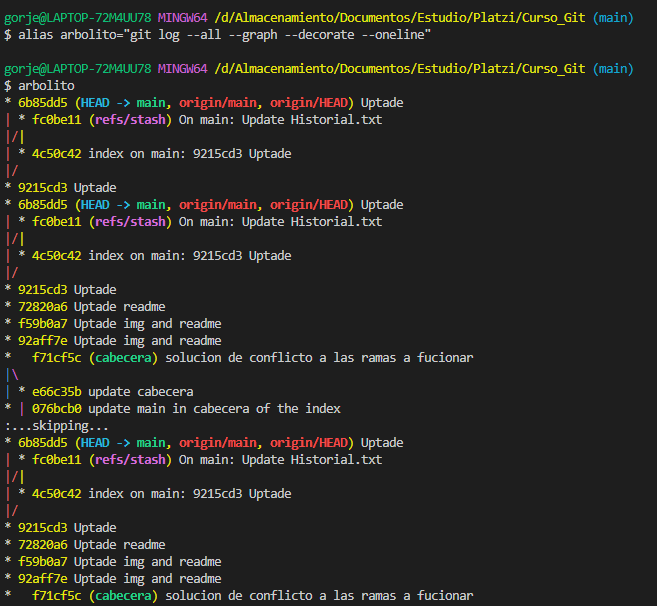 gorje@LAPTOP-72M4UU78 MINGW64 /d/Almacenamiento/Documentos/Estudio/Platzi/Curso_Git (main)
$ alias arbolito="git log --all --graph --decorate --oneline"
gorje@LAPTOP-72M4UU78 MINGW64 /d/Almacenamiento/Documentos/Estudio/Platzi/Curso_Git (main)
$ arbolito
* 6b85dd5 (HEAD -> main, origin/main, origin/HEAD) Uptade
| * fc0be11 (refs/stash) On main: Update Historial.txt
|/|
| * 4c50c42 index on main: 9215cd3 Uptade
|/
* 9215cd3 Uptade
* 6b85dd5 (HEAD -> main, origin/main, origin/HEAD) Uptade
| * fc0be11 (refs/stash) On main: Update Historial.txt
|/|
| * 4c50c42 index on main: 9215cd3 Uptade
|/
* 9215cd3 Uptade
* 72820a6 Uptade readme
* f59b0a7 Uptade img and readme
* 92aff7e Uptade img and readme
*   f71cf5c (cabecera) solucion de conflicto a las ramas a fucionar
|\
| * e66c35b update cabecera
* | 076bcb0 update main in cabecera of the index
:...skipping...
* 6b85dd5 (HEAD -> main, origin/main, origin/HEAD) Uptade
| * fc0be11 (refs/stash) On main: Update Historial.txt
|/|
| * 4c50c42 index on main: 9215cd3 Uptade
|/
* 9215cd3 Uptade
* 72820a6 Uptade readme
* f59b0a7 Uptade img and readme
* 92aff7e Uptade img and readme
*   f71cf5c (cabecera) solucion de conflicto a las ramas a fucionar